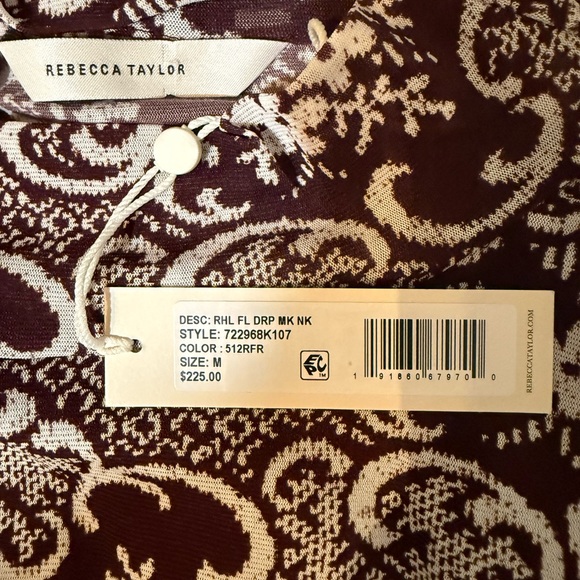 REBECCA TAYLOR
DESC: RHL FL DRP MK NK
STYLE: 722968K107
COLOR : 512RFR
SIZE: M
$225.00
TM
1 91860 67970 0
REBECCATAYLOR.COM